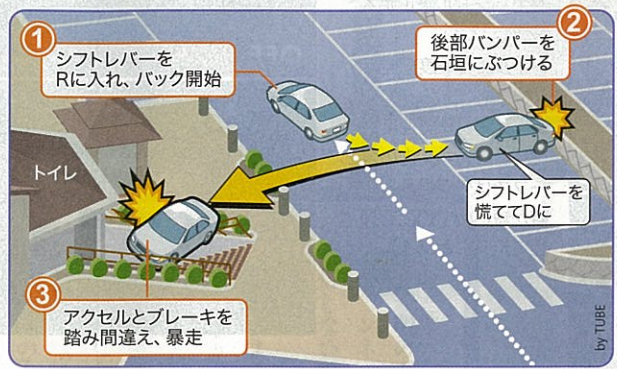 ①
シフトレバーを
Rに入れ、バック開始
②
後部バンパーを
石垣にぶつける
シフトレバーを
慌ててDに
トイレ
③
アクセルとブレーキを
踏み間違え、暴走
by TUBE